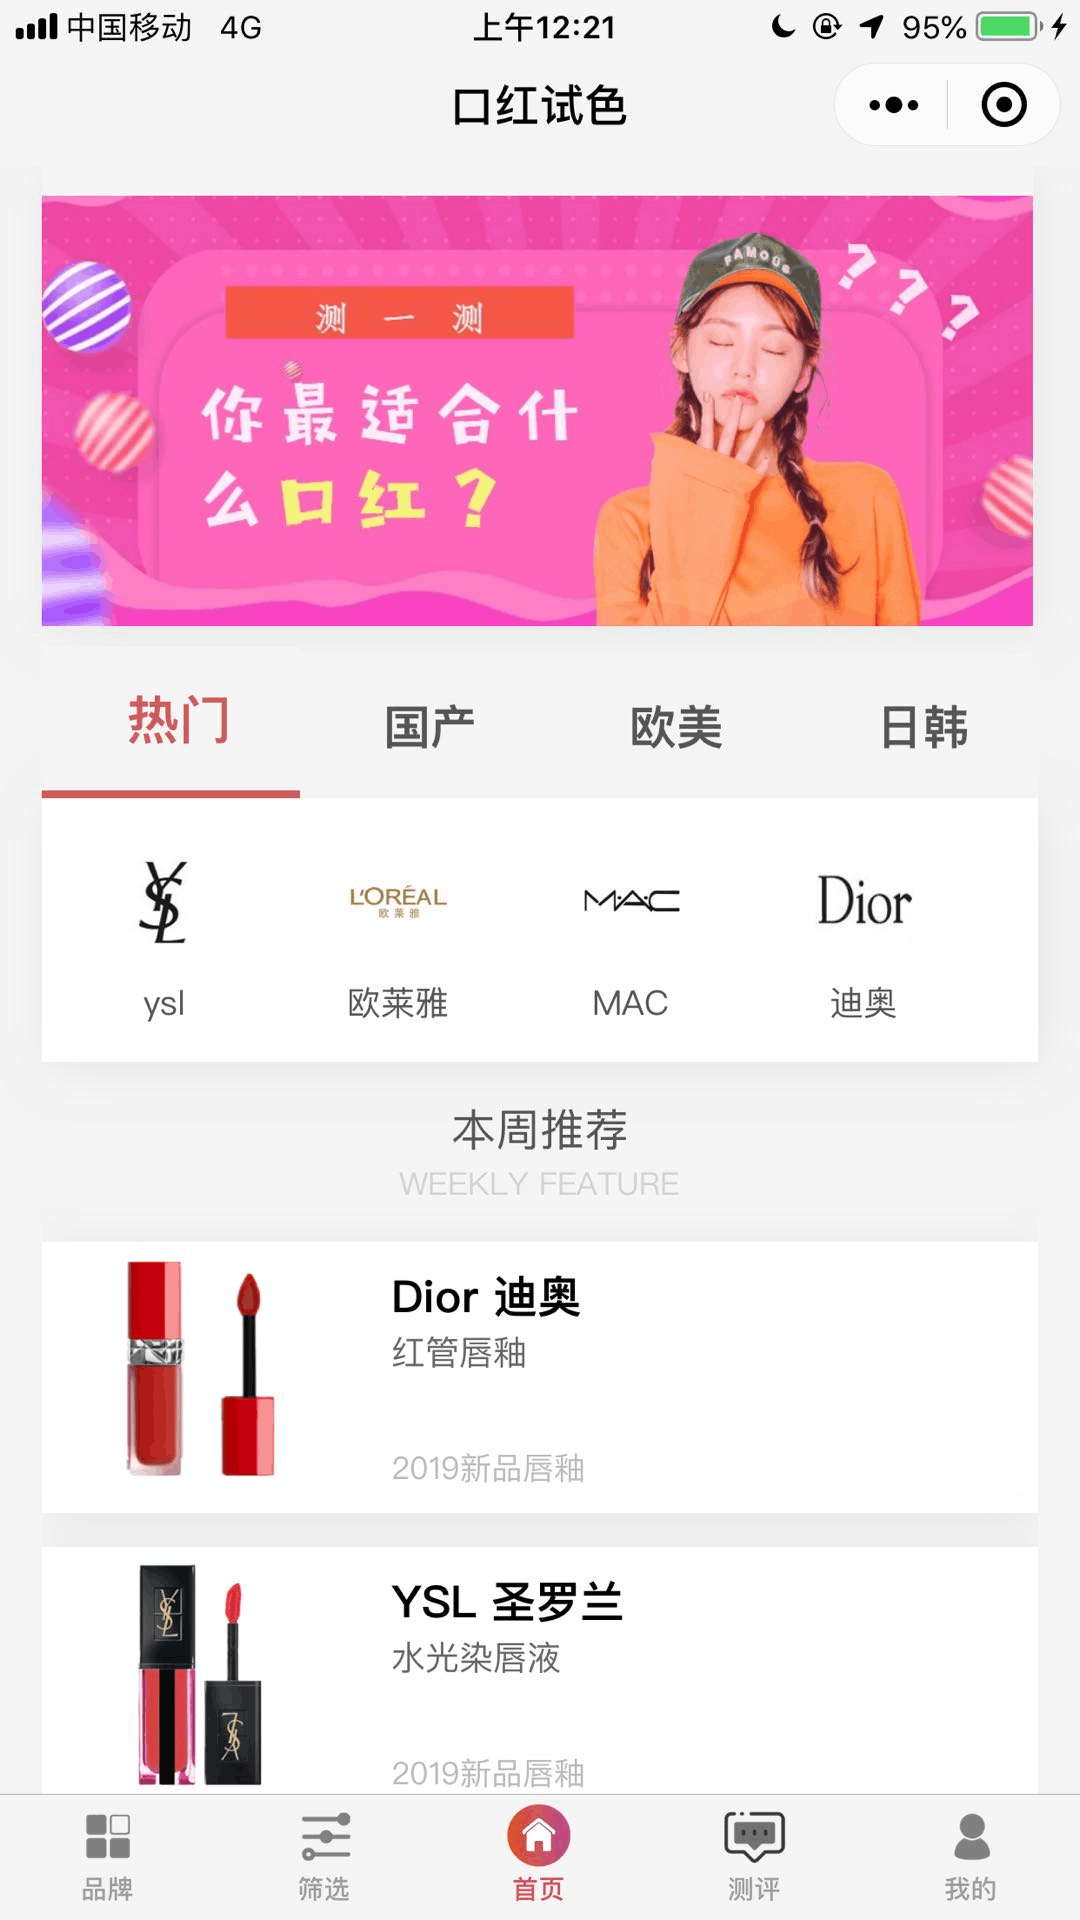 中国移动 4G 上午12:21 95%
口红试色
FAMOUS
? ? ?
测一测
你最适合什
么口红？
热门 国产 欧美 日韩
YSL L'ORÉAL MAC Dior
欧莱雅
ysl 欧莱雅 MAC 迪奥
本周推荐
WEEKLY FEATURE
Dior 迪奥
红管唇釉
2019新品唇釉
YSL 圣罗兰
水光染唇液
2019新品唇釉
品牌 筛选 首页 测评 我的